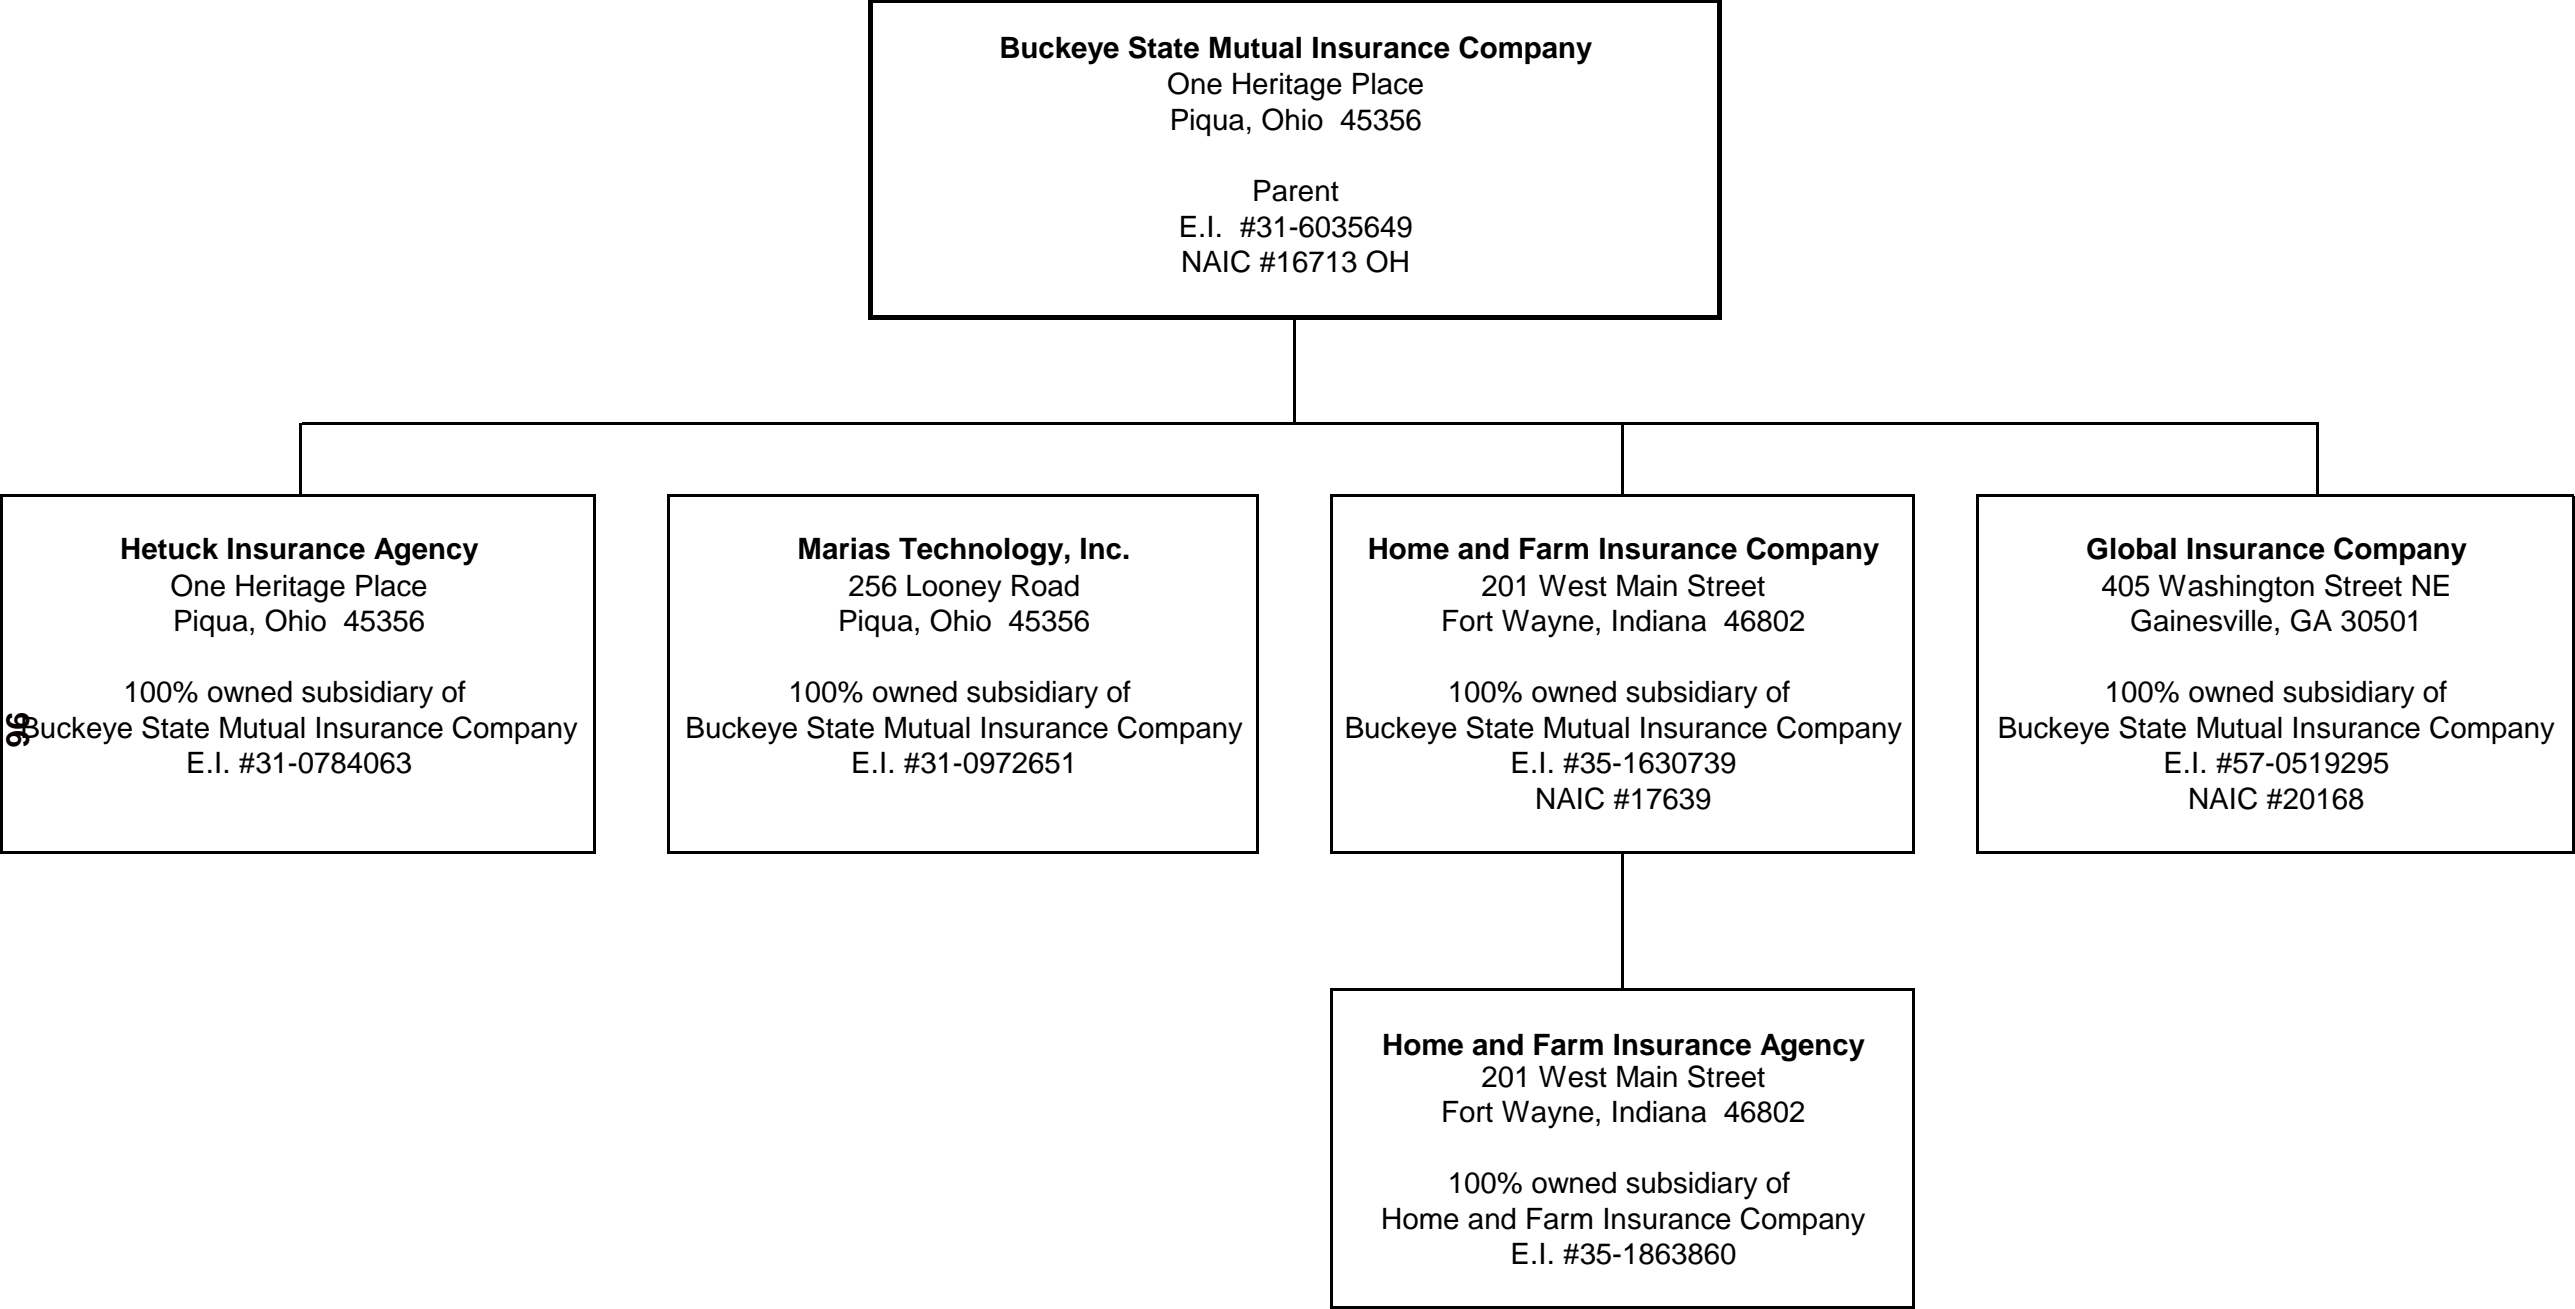 Buckeye State Mutual Insurance Company
One Heritage Place
Piqua, Ohio  45356
Parent
E.I.  #31-6035649
NAIC #16713 OH
Hetuck Insurance Agency
One Heritage Place
Piqua, Ohio  45356
100% owned subsidiary of
Buckeye State Mutual Insurance Company
E.I. #31-0784063
96
Marias Technology, Inc.
256 Looney Road
Piqua, Ohio  45356
100% owned subsidiary of
Buckeye State Mutual Insurance Company
E.I. #31-0972651
Home and Farm Insurance Company
201 West Main Street
Fort Wayne, Indiana  46802
100% owned subsidiary of
Buckeye State Mutual Insurance Company
E.I. #35-1630739
NAIC #17639
Global Insurance Company
405 Washington Street NE
Gainesville, GA 30501
100% owned subsidiary of
Buckeye State Mutual Insurance Company
E.I. #57-0519295
NAIC #20168
Home and Farm Insurance Agency
201 West Main Street
Fort Wayne, Indiana  46802
100% owned subsidiary of
Home and Farm Insurance Company
E.I. #35-1863860